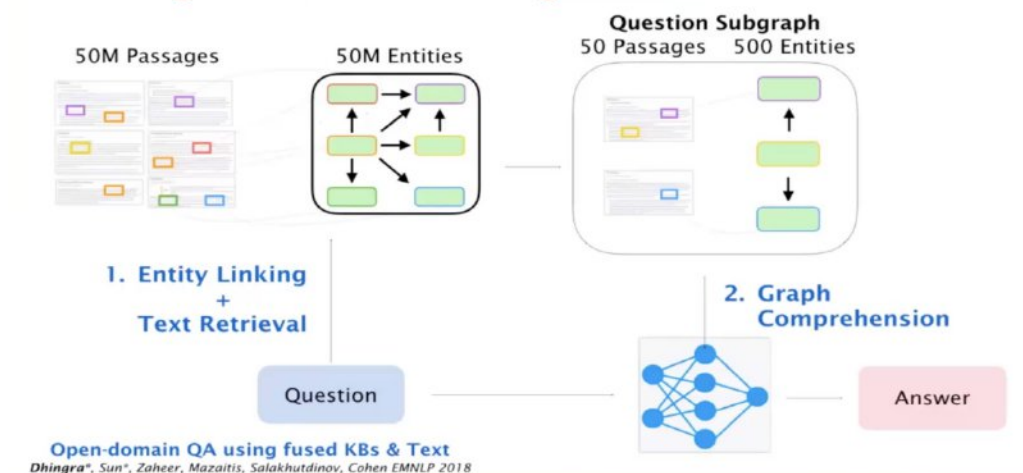 Question Subgraph
50M Passages 50M Entities 50 Passages 500 Entities
1. Entity Linking
+
Text Retrieval
2. Graph
Comprehension
Question
Answer
Open-domain QA using fused KBs & Text
Dhingra*, Sun*, Zaheer, Mazaitis, Salakhutdinov, Cohen EMNLP 2018